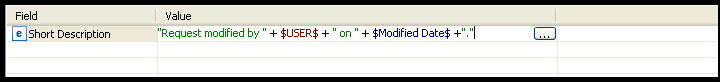 Field Value
e Short Description "Request modified by " + $USER$ + " on " + $Modified Date$ +"." ...